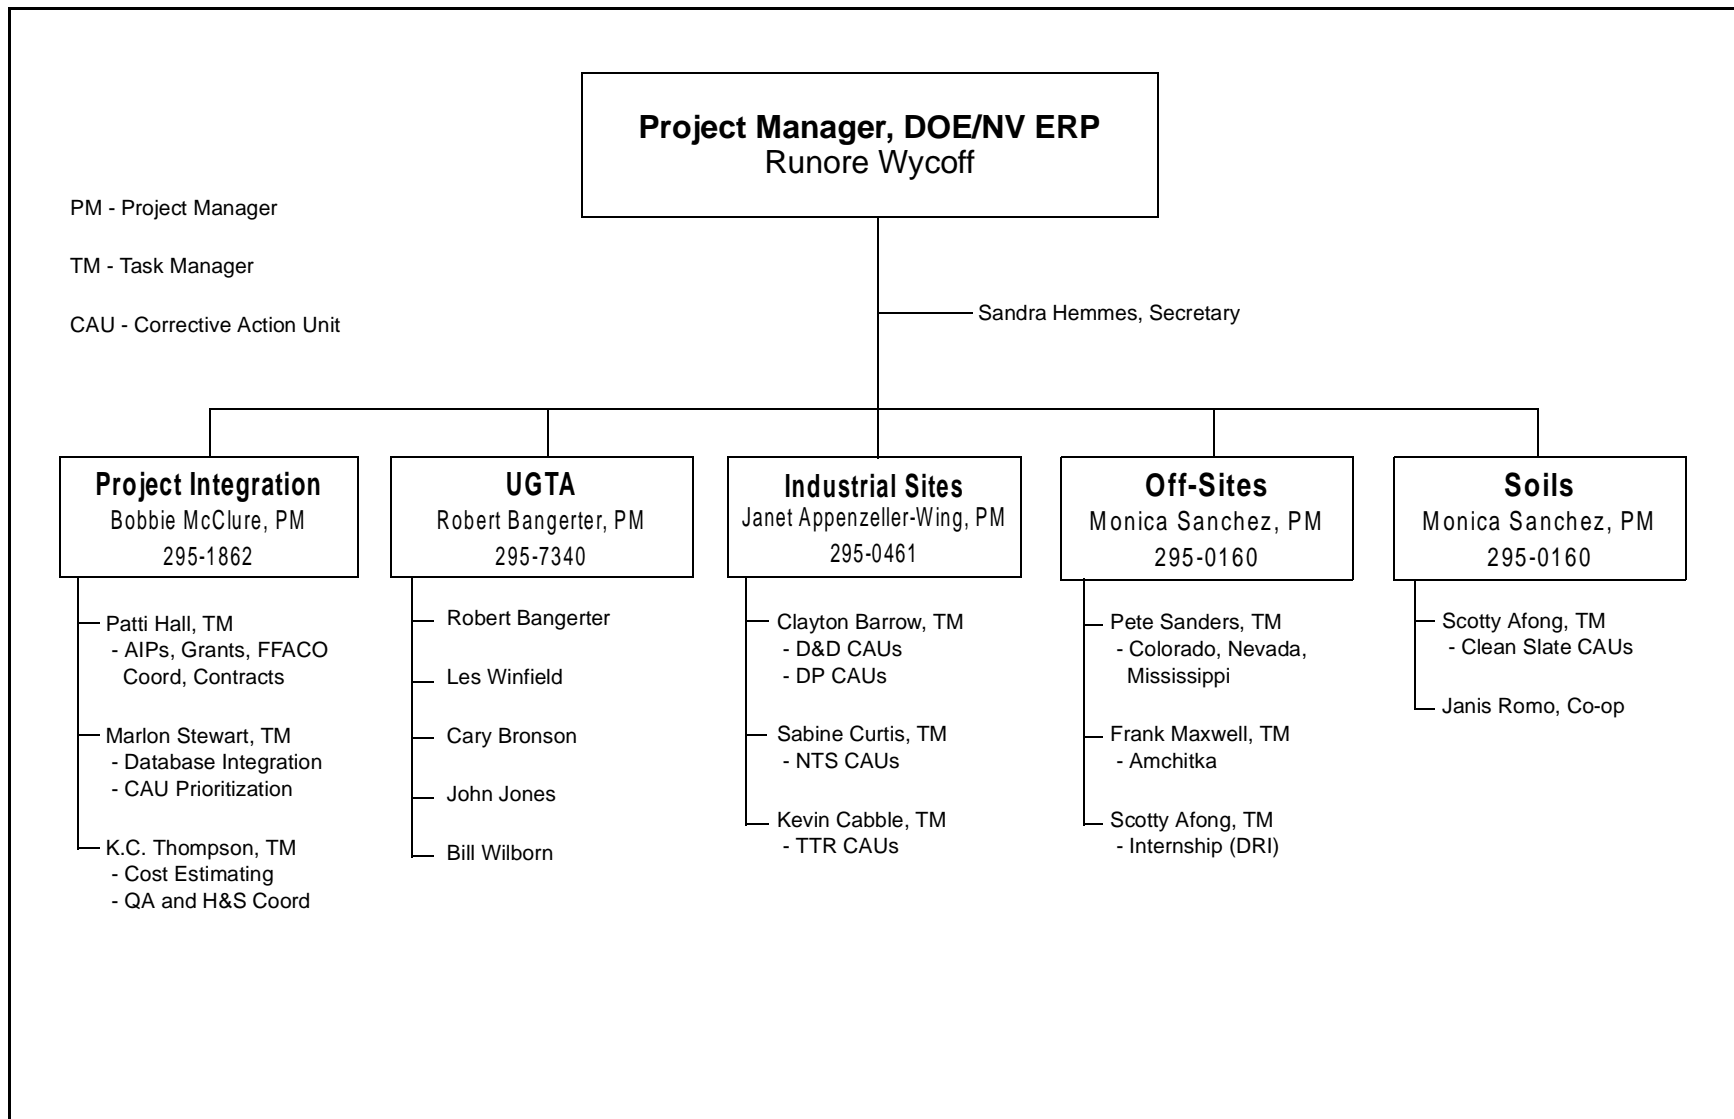 Project Manager, DOE/NV ERP
Runore Wycoff
PM - Project Manager
TM - Task Manager
CAU - Corrective Action Unit
Sandra Hemmes, Secretary
Project Integration
Bobbie McClure, PM
295-1862
Patti Hall, TM
- AIPs, Grants, FFACO
Coord, Contracts
Marlon Stewart, TM
- Database Integration
- CAU Prioritization
K.C. Thompson, TM
- Cost Estimating
- QA and H&S Coord
UGTA
Robert Bangerter, PM
295-7340
Robert Bangerter
Les Winfield
Cary Bronson
John Jones
Bill Wilborn
Industrial Sites
Janet Appenzeller-Wing, PM
295-0461
Clayton Barrow, TM
- D&D CAUs
- DP CAUs
Sabine Curtis, TM
- NTS CAUs
Kevin Cabble, TM
- TTR CAUs
Off-Sites
Monica Sanchez, PM
295-0160
Pete Sanders, TM
- Colorado, Nevada,
Mississippi
Frank Maxwell, TM
- Amchitka
Scotty Afong, TM
- Internship (DRI)
Soils
Monica Sanchez, PM
295-0160
Scotty Afong, TM
- Clean Slate CAUs
Janis Romo, Co-op